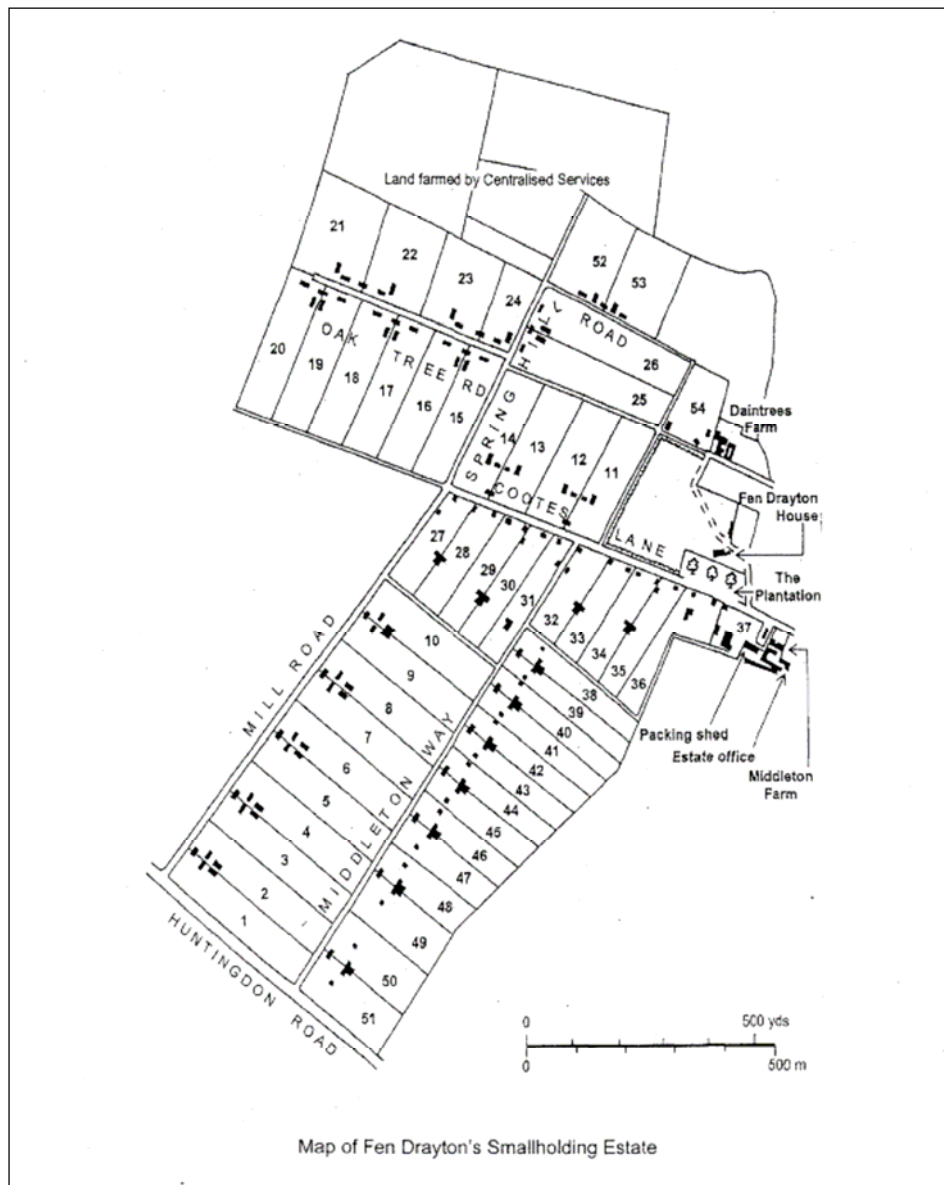 Land farmed by Centralised Services
21
22
23
24
52
53
20
19
18
17
16
15
OAK TREE RD
SPRING HILL ROAD
26
25
54
Daintrees
Farm
14
13
12
11
COOTES LANE
Fen Drayton
House
The
Plantation
27
28
29
30
31
32
33
34
35
36
37
MILL ROAD
10
9
8
7
6
5
4
3
2
1
MIDDLETON WAY
38
39
40
41
42
43
44
45
46
47
48
49
50
51
Packing shed
Estate office
Middleton
Farm
HUNTINGDON ROAD
0 500 yds
0 500 m
Map of Fen Drayton's Smallholding Estate